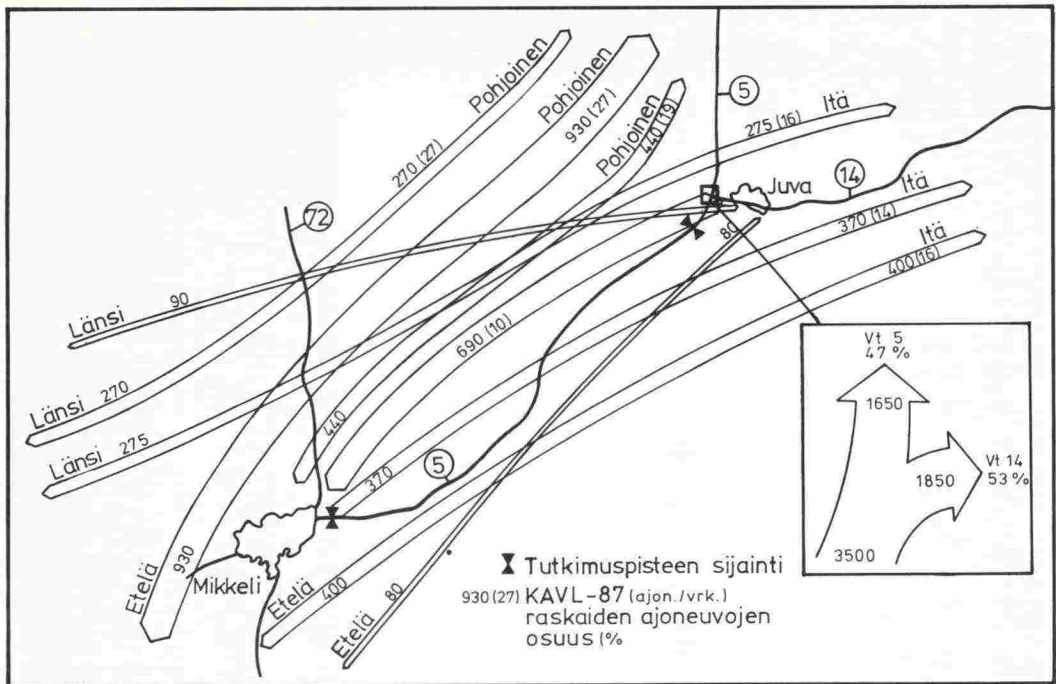 Pohjoinen
270 (27)
Pohjoinen
930 (27)
Pohjoinen
440 (19)
5
275 (16)
Itä
Juva
14
Itä
370 (14)
Itä
400 (16)
80
72
Länsi
90
Länsi
270
Länsi
275
690 (10)
440
370
5
Etelä
930
Mikkeli
Etelä
400
Etelä
80
Vt 5
47 %
1650
1850
Vt 14
53 %
3500
Tutkimuspisteen sijainti
930 (27) KAVL-87 (ajon./vrk.)
raskaiden ajoneuvojen
osuus (%